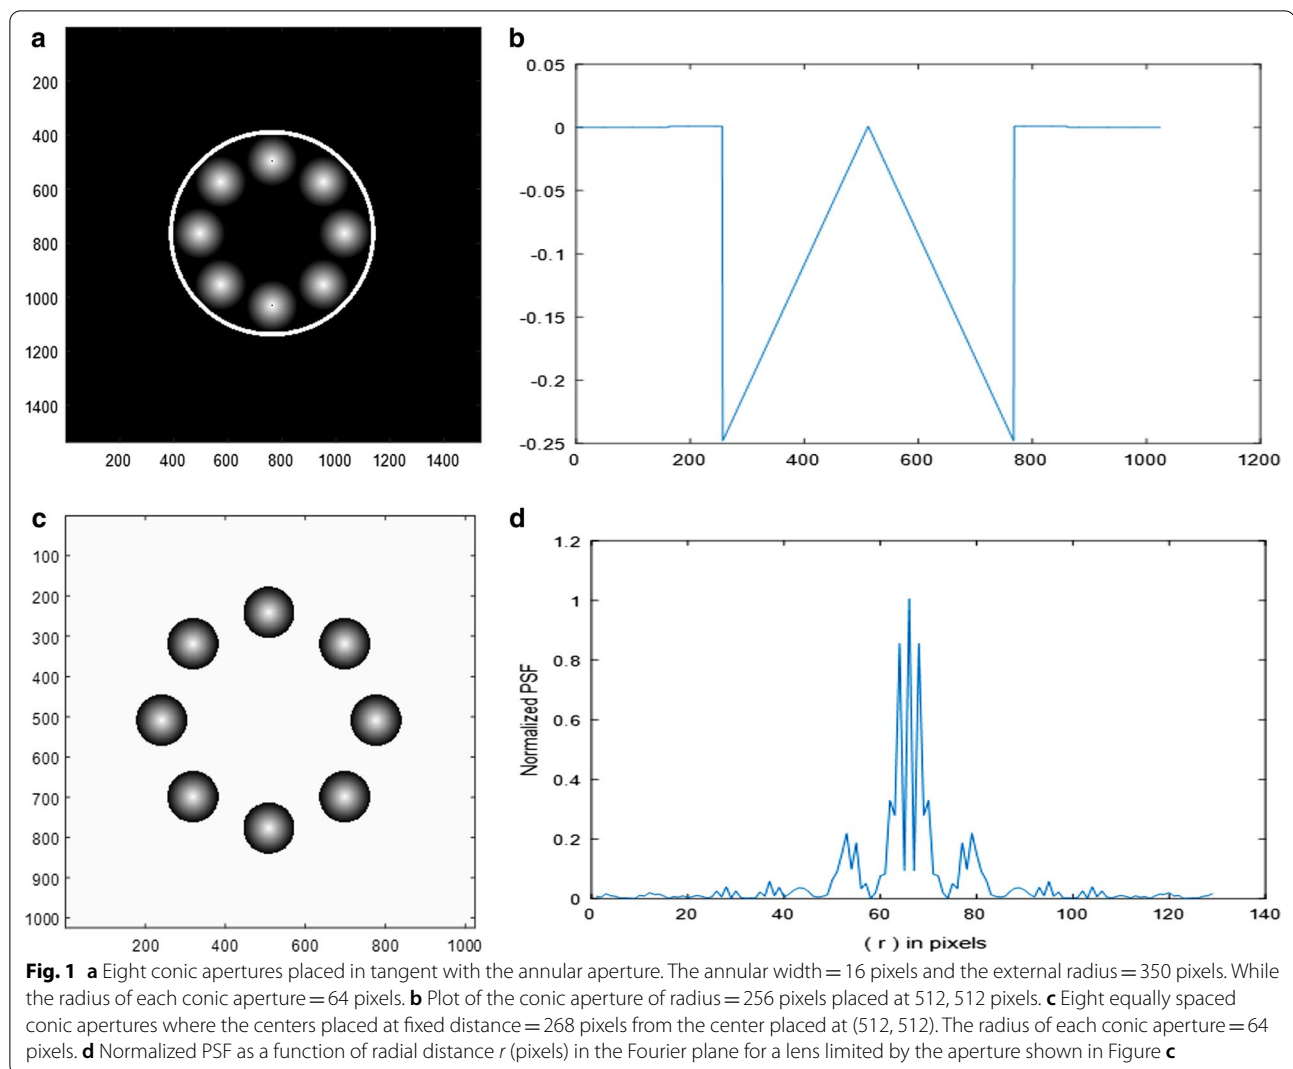 a
200
400
600
800
1000
1200
1400
200 400 600 800 1000 1200 1400
b
0.05
0
-0.05
-0.1
-0.15
-0.2
-0.25
0 200 400 600 800 1000 1200
c
100
200
300
400
500
600
700
800
900
1000
200 400 600 800 1000
d
Normalized PSF
1.2
1
0.8
0.6
0.4
0.2
0
0 20 40 60 80 100 120 140
( r ) in pixels
Fig. 1 a Eight conic apertures placed in tangent with the annular aperture. The annular width = 16 pixels and the external radius = 350 pixels. While
the radius of each conic aperture = 64 pixels. b Plot of the conic aperture of radius = 256 pixels placed at 512, 512 pixels. c Eight equally spaced
conic apertures where the centers placed at fixed distance = 268 pixels from the center placed at (512, 512). The radius of each conic aperture = 64
pixels. d Normalized PSF as a function of radial distance r (pixels) in the Fourier plane for a lens limited by the aperture shown in Figure c